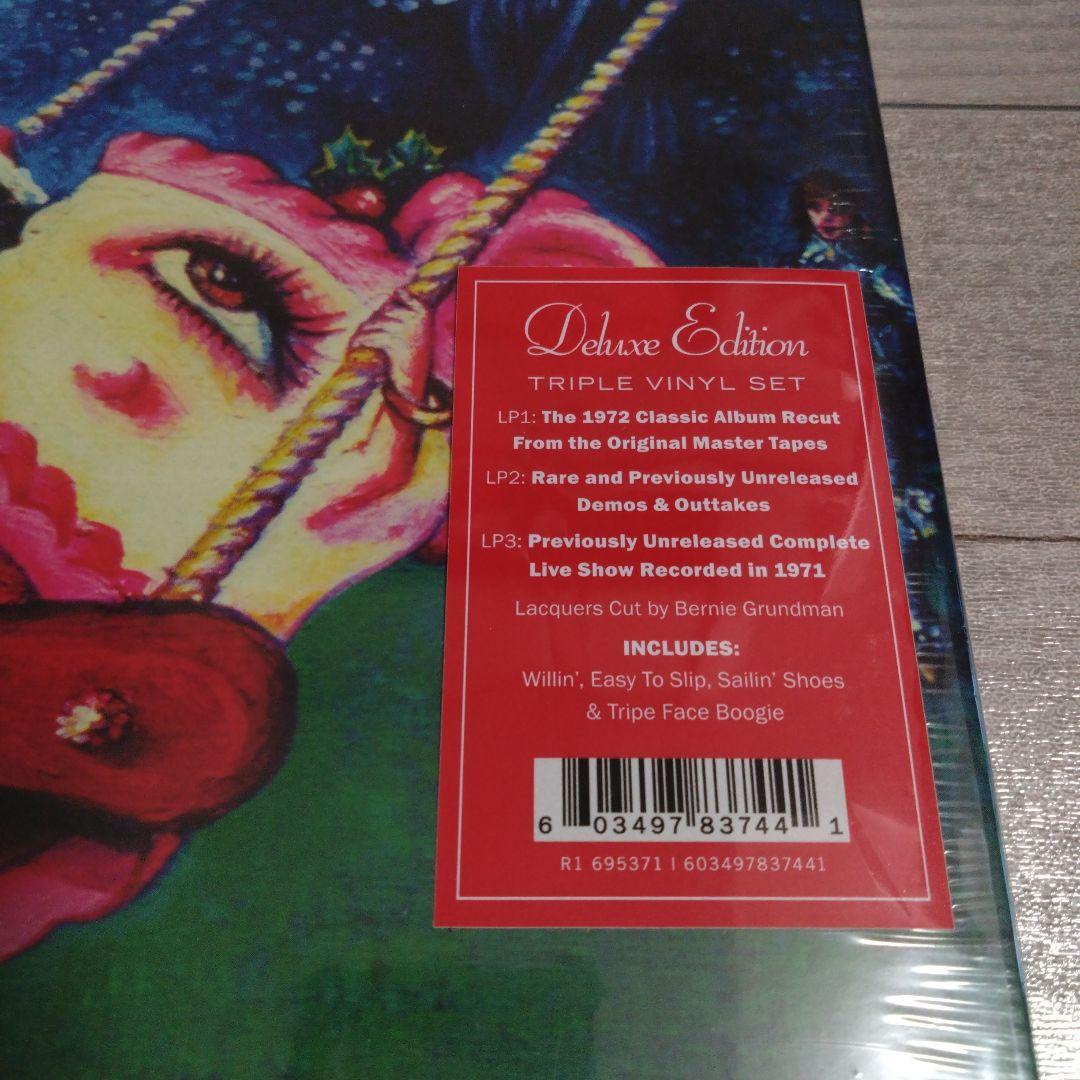 Deluxe Edition
TRIPLE VINYL SET
LP1: The 1972 Classic Album Recut
From the Original Master Tapes
LP2: Rare and Previously Unreleased
Demos & Outtakes
LP3: Previously Unreleased Complete
Live Show Recorded in 1971
Lacquers Cut by Bernie Grundman
INCLUDES:
Willin', Easy To Slip, Sailin' Shoes
& Tripe Face Boogie
6 03497 83744 1
R1 695371 | 603497837441